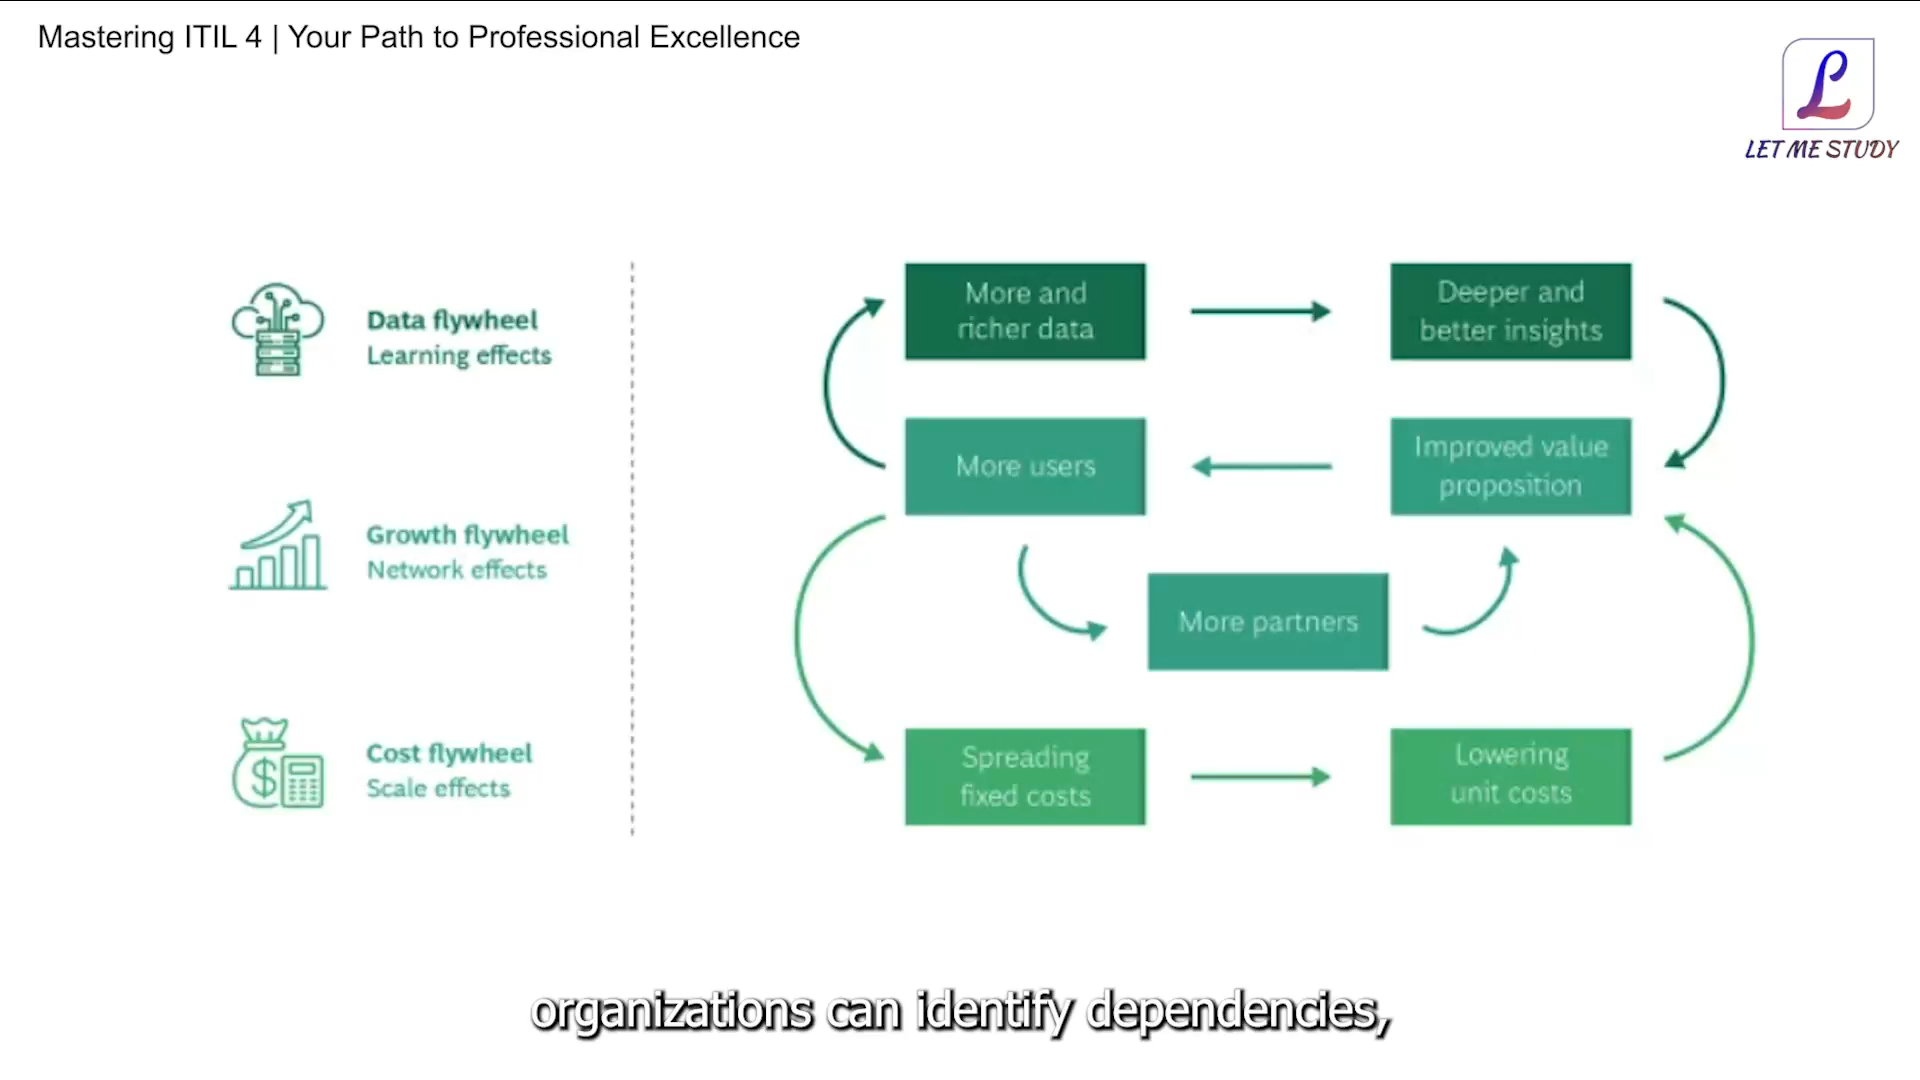 Mastering ITIL 4 | Your Path to Professional Excellence
L
LET ME STUDY
Data flywheel
Learning effects
Growth flywheel
Network effects
$
Cost flywheel
Scale effects
More and
richer data
Deeper and
better insights
More users
Improved value
proposition
More partners
Spreading
fixed costs
Lowering
unit costs
organizations can identify dependencies,